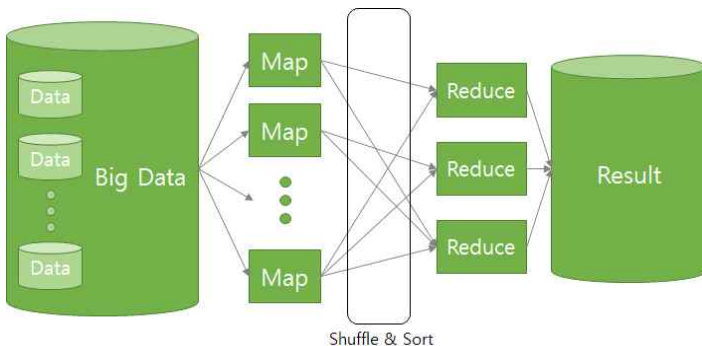 Data
Data
Data
Big Data
Map
Map
Map
Shuffle & Sort
Reduce
Reduce
Reduce
Result